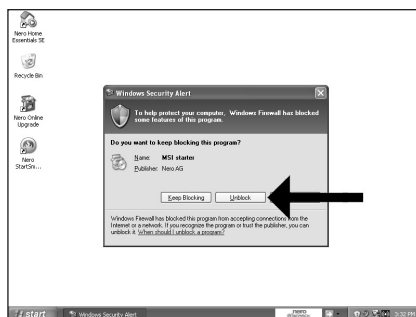 Nero Home
Essentials SE
Recycle Bin
Nero Online
Upgrade
Nero
StartSm...
Windows Security Alert
To help protect your computer, Windows Firewall has blocked
some features of this program.
Do you want to keep blocking this program?
Name: MSI starter
Publisher: Nero AG
Keep Blocking
Unblock
Windows Firewall has blocked this program from accepting connections from the
Internet or a network. If you recognize the program or trust the publisher, you can
unblock it. When should I unblock a program?
start
Windows Security Alert
nero
3:32 PM